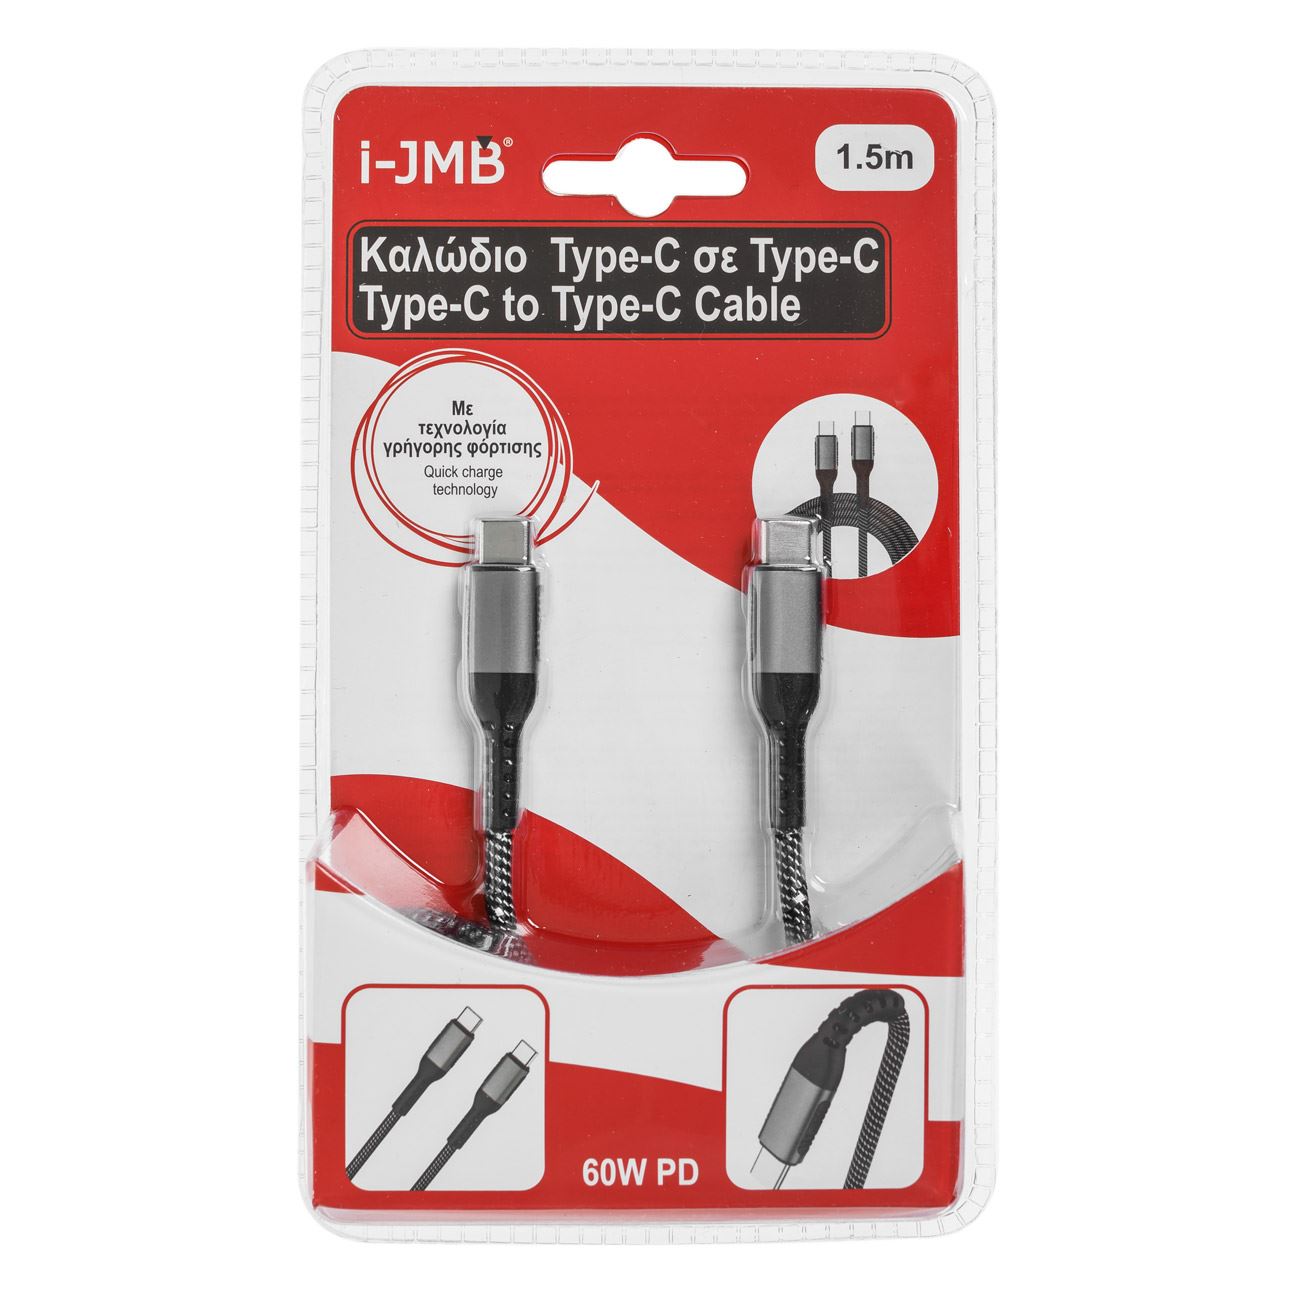 i-JMB®
1.5m
Καλώδιο Type-C σε Type-C
Type-C to Type-C Cable
Με
τεχνολογία
γρήγορης φόρτισης
Quick charge
technology
60W PD